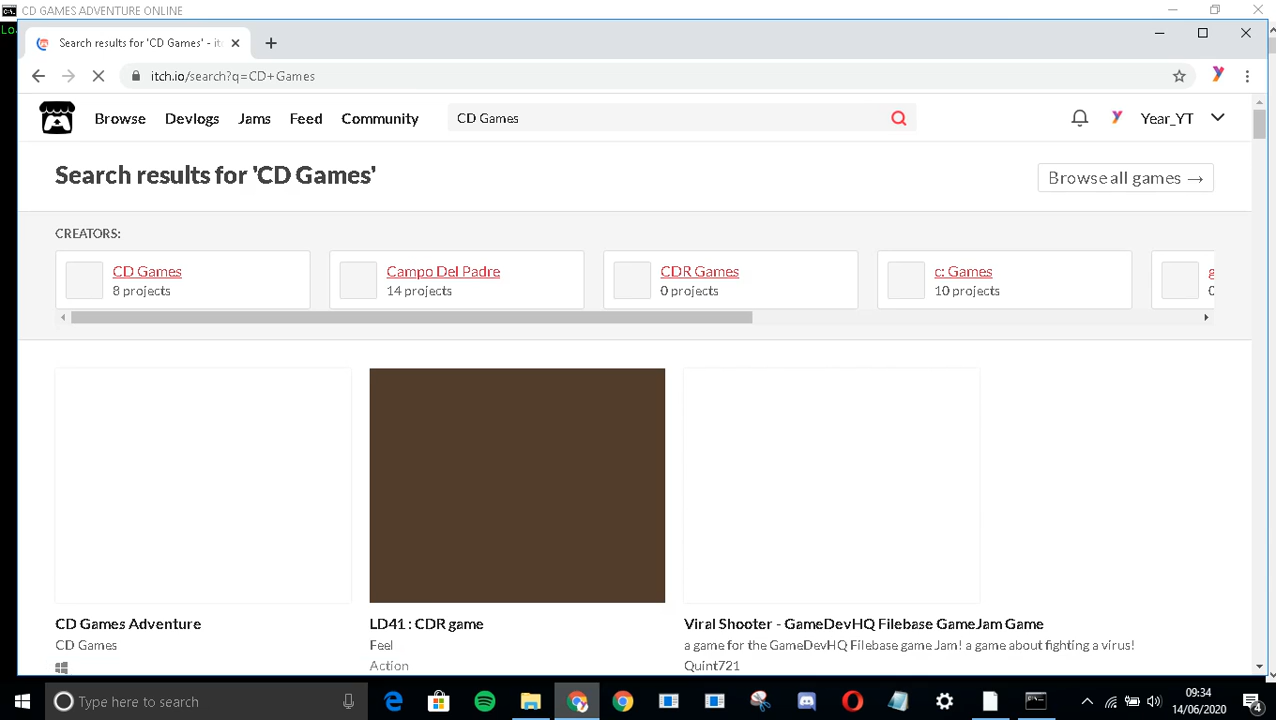 CD GAMES ADVENTURE ONLINE
Lo
Search results for 'CD Games' - itc
itch.io/search?q=CD+Games
Browse Devlogs Jams Feed Community CD Games Year_YT
Search results for 'CD Games'
Browse all games →
CREATORS:
CD Games Campo Del Padre CDR Games c: Games
8 projects 14 projects 0 projects 10 projects 0
CD Games Adventure LD41 : CDR game Viral Shooter - GameDevHQ Filebase GameJam Game
CD Games Feel a game for the GameDevHQ Filebase game Jam! a game about fighting a virus!
Action Quint721
Type here to search
09:34
14/06/2020
4